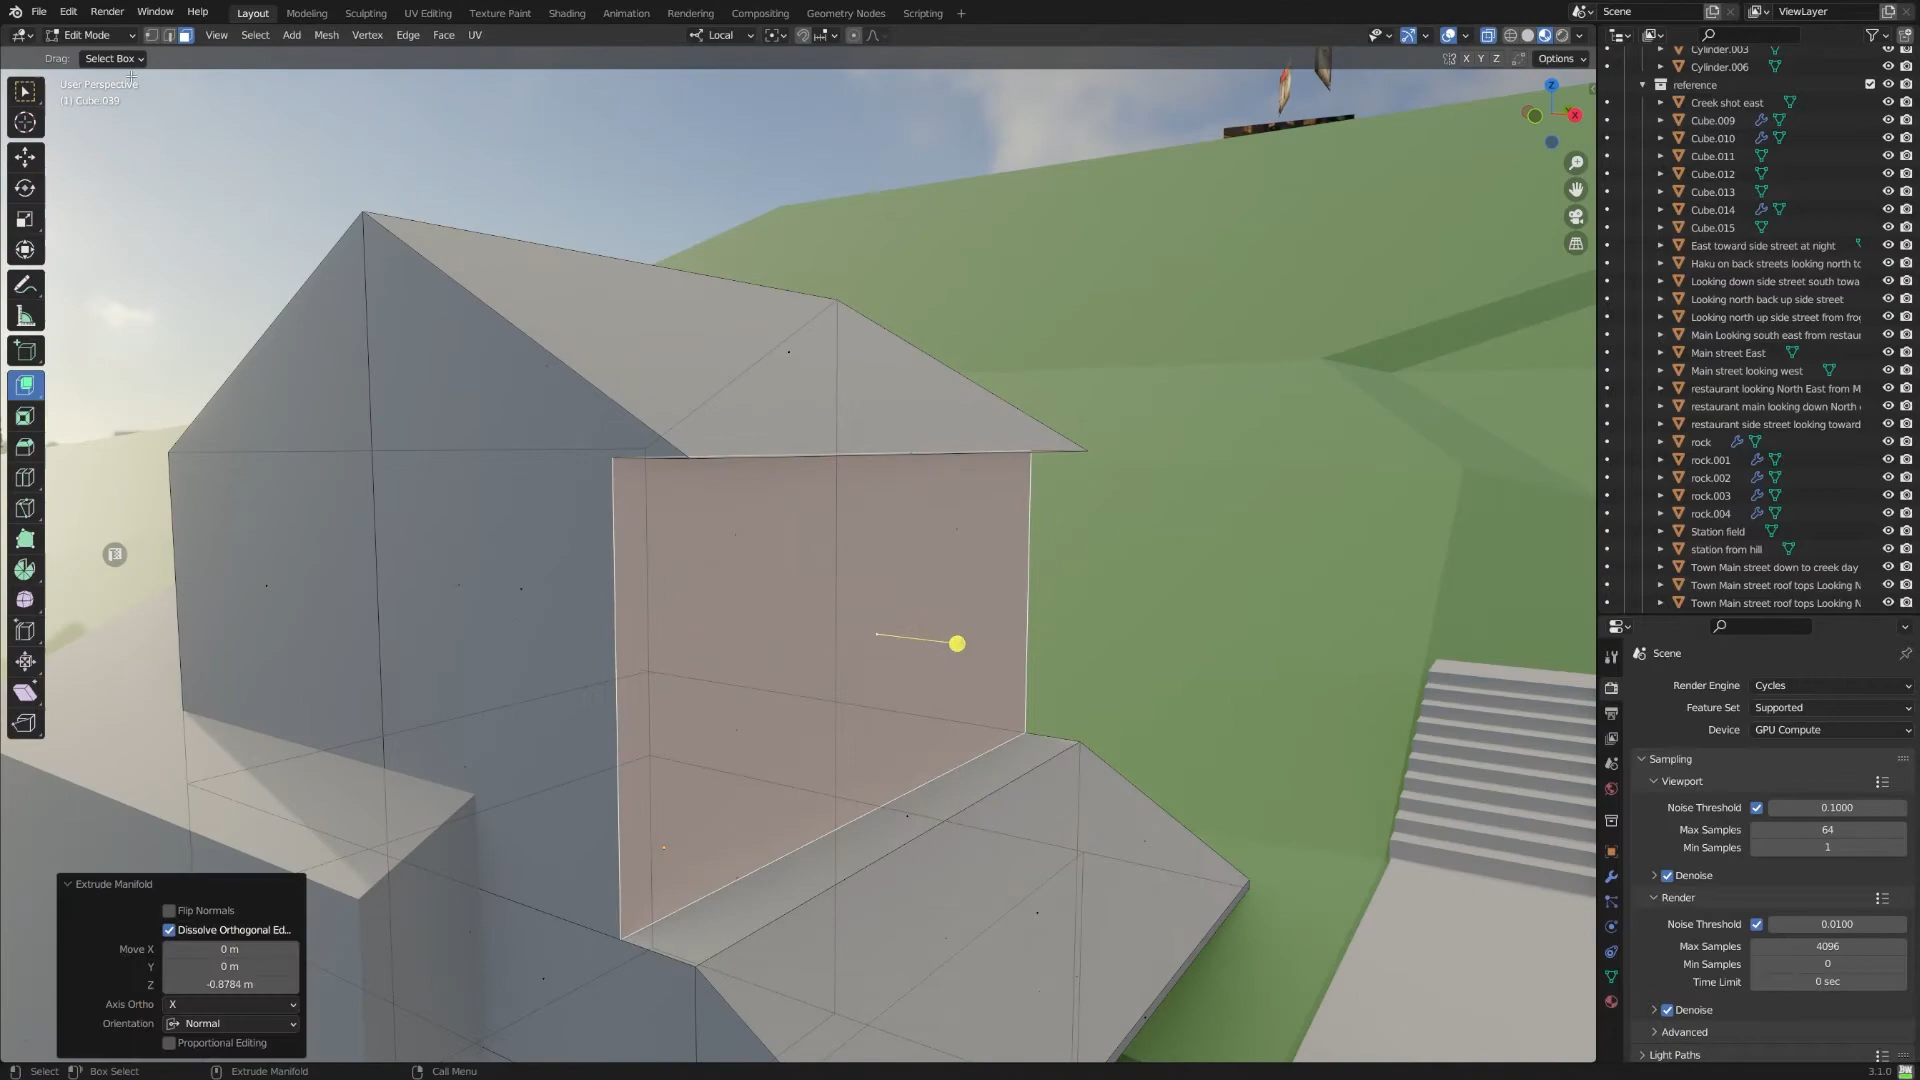 File Edit Render Window Help Layout Modeling Sculpting UV Editing Texture Paint Shading Animation Rendering Compositing Geometry Nodes Scripting + Scene ViewLayer
Edit Mode View Select Add Mesh Vertex Edge Face UV Local
Drag: Select Box X Y Z Options
User Perspective
(1) Cube.039
Z
X
Cylinder.003
Cylinder.006
reference
Creek shot east
Cube.009
Cube.010
Cube.011
Cube.012
Cube.013
Cube.014
Cube.015
East toward side street at night
Haku on back streets looking north to
Looking down side street south towa
Looking north back up side street
Looking north up side street from fro
Main Looking south east from restaur
Main street East
Main street looking west
restaurant looking North East from M
restaurant main looking down North
restaurant side street looking toward
rock
rock.001
rock.002
rock.003
rock.004
Station field
station from hill
Town Main street down to creek day
Town Main street roof tops Looking N
Town Main street roof tops Looking N
Scene
Render Engine Cycles
Feature Set Supported
Device GPU Compute
Sampling
Viewport
Noise Threshold 0.1000
Max Samples 64
Min Samples 1
Denoise
Render
Noise Threshold 0.0100
Max Samples 4096
Min Samples 0
Time Limit 0 sec
Denoise
Advanced
Light Paths
Extrude Manifold
Flip Normals
Dissolve Orthogonal Ed...
Move X 0 m
Y 0 m
Z -0.8784 m
Axis Ortho X
Orientation Normal
Proportional Editing
Select Box Select Extrude Manifold Call Menu 3.1.0